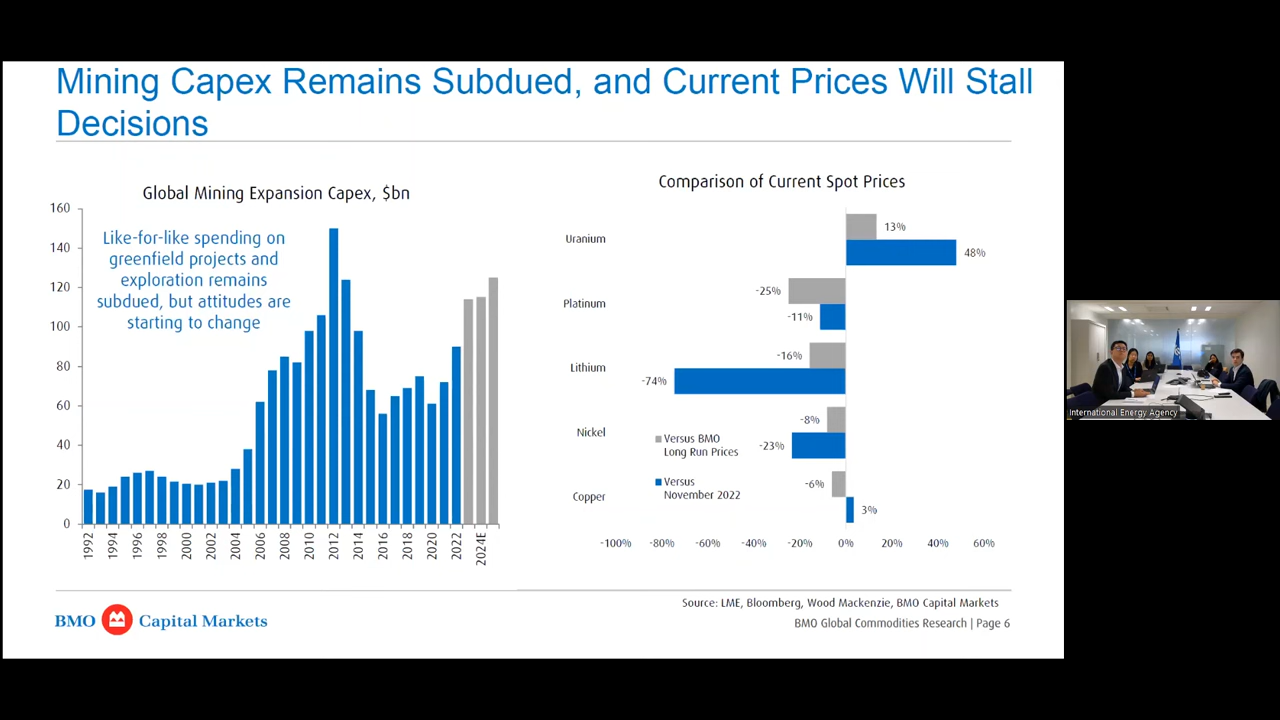 Mining Capex Remains Subdued, and Current Prices Will Stall
Decisions
Global Mining Expansion Capex, $bn
160
140
120
100
80
60
40
20
0
Like-for-like spending on
greenfield projects and
exploration remains
subdued, but attitudes are
starting to change
1992
1994
1996
1998
2000
2002
2004
2006
2008
2010
2012
2014
2016
2018
2020
2022
2024E
Comparison of Current Spot Prices
Uranium
13%
48%
Platinum
-25%
-11%
Lithium
-16%
-74%
Nickel
-8%
-23%
Copper
-6%
3%
Versus BMO
Long Run Prices
Versus
November 2022
-100% -80% -60% -40% -20% 0% 20% 40% 60%
Source: LME, Bloomberg, Wood Mackenzie, BMO Capital Markets
BMO Capital Markets
BMO Global Commodities Research | Page 6
International Energy Agency